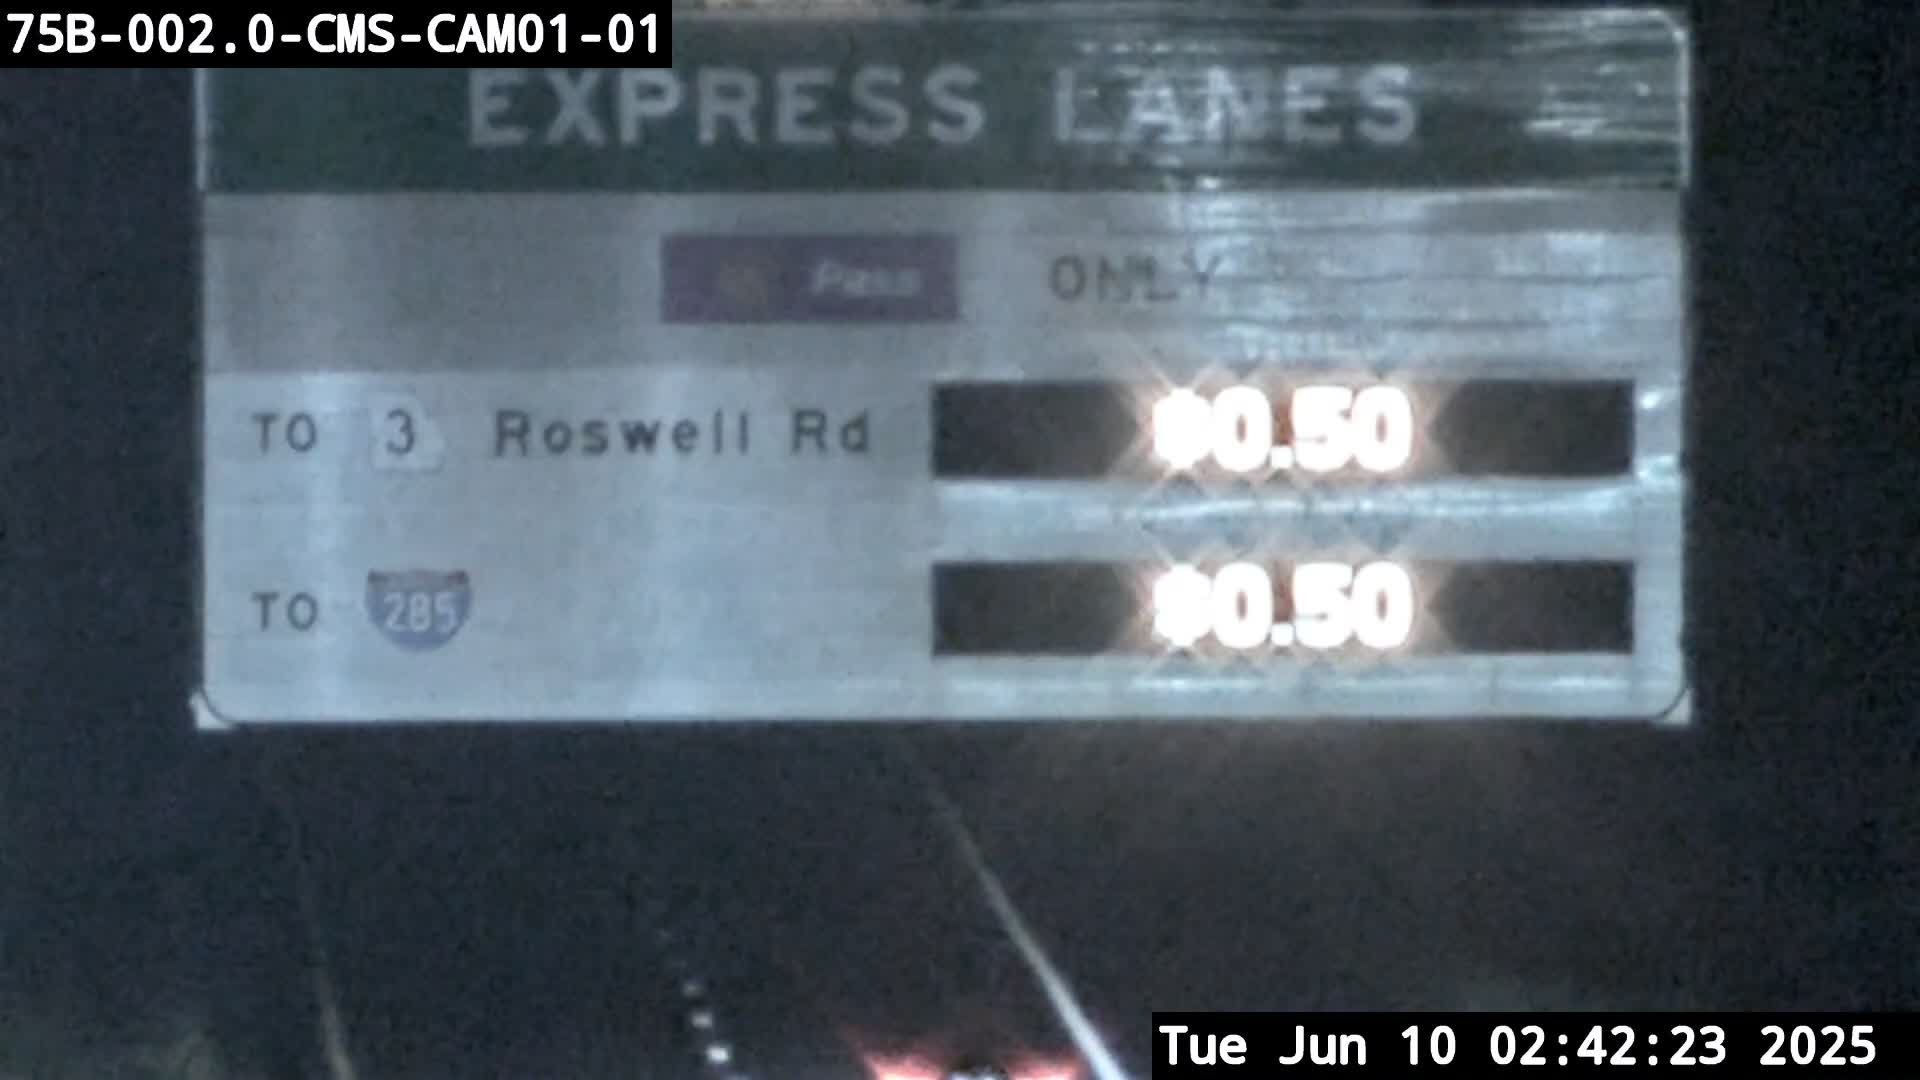 75B-002.0-CMS-CAM01-01
EXPRESS LANES
Pass ONLY
TO 3 Roswell Rd $0.50
TO 285 $0.50
Tue Jun 10 02:42:23 2025